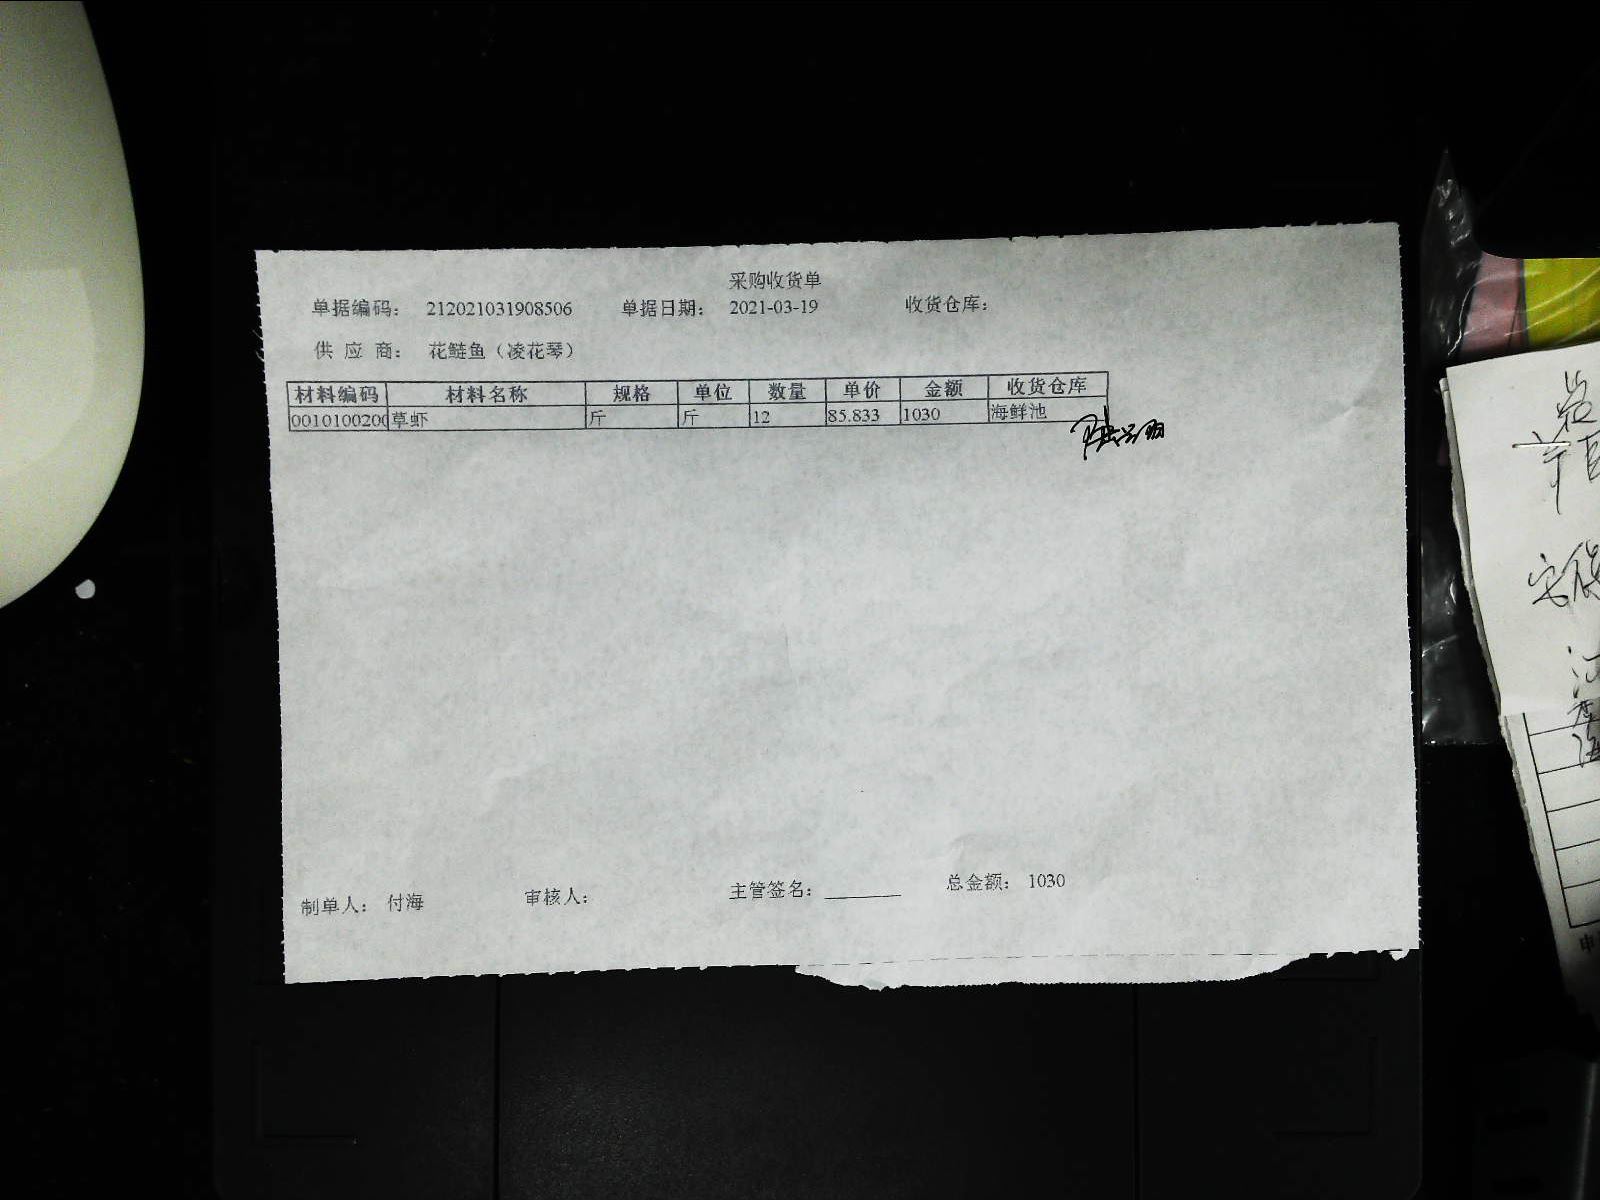 采购收货单
单据编码： 212021031908506 单据日期： 2021-03-19 收货仓库：
供 应 商： 花鲢鱼（凌花琴）
材料编码 材料名称 规格 单位 数量 单价 金额 收货仓库
0010100200 草虾 斤 斤 12 85.833 1030 海鲜池
制单人： 付海 审核人： 主管签名： ________ 总金额： 1030